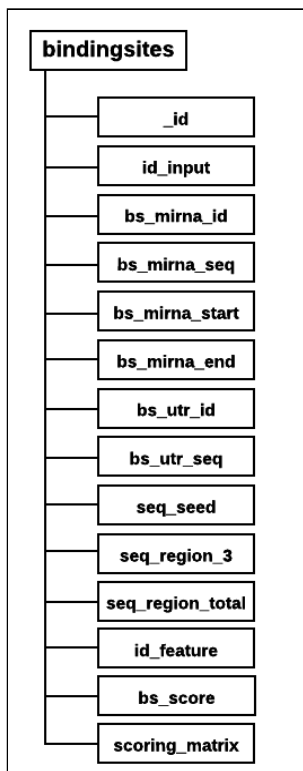 bindingsites
_id
id_input
bs_mirna_id
bs_mirna_seq
bs_mirna_start
bs_mirna_end
bs_utr_id
bs_utr_seq
seq_seed
seq_region_3
seq_region_total
id_feature
bs_score
scoring_matrix